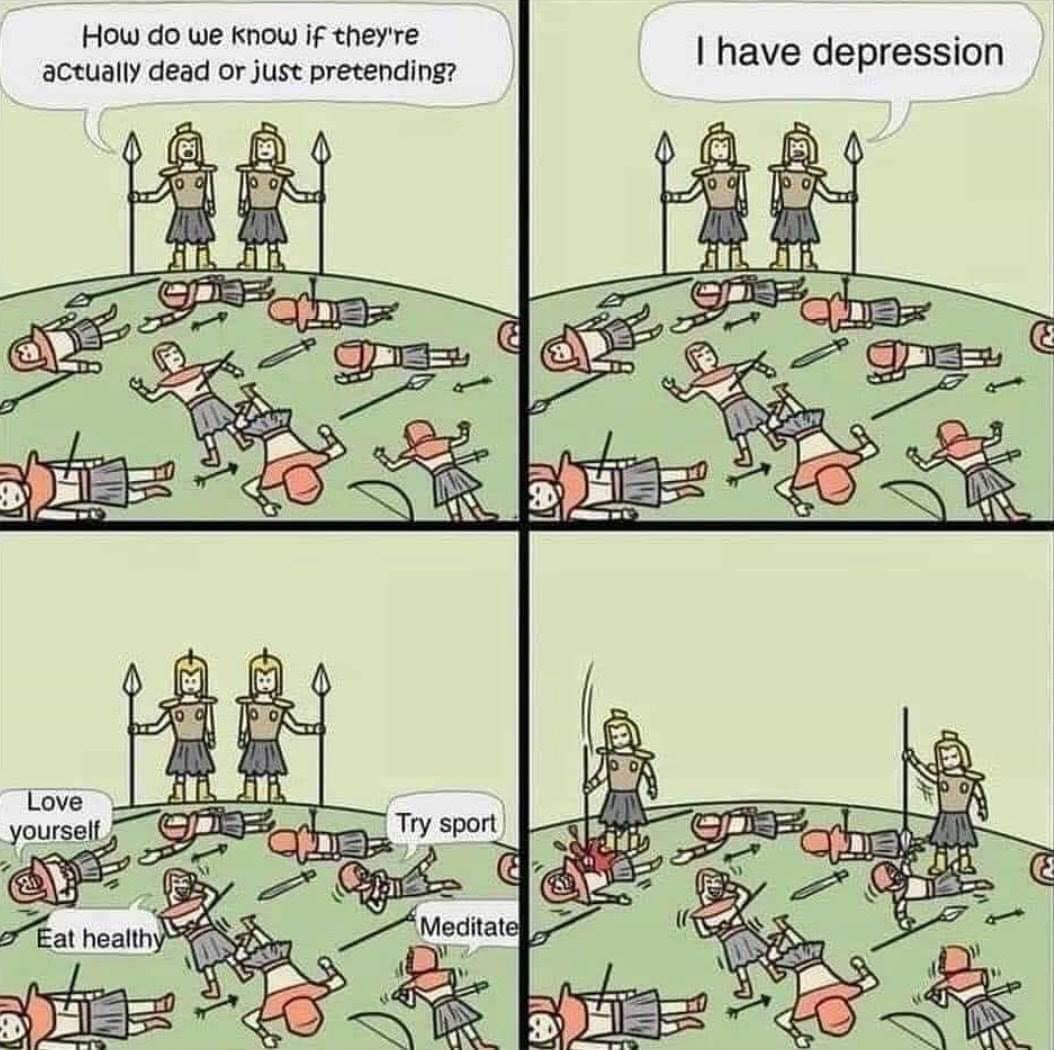 How do we know if they're
actually dead or just pretending?
I have depression
Love
yourself
Try sport
Eat healthy
Meditate